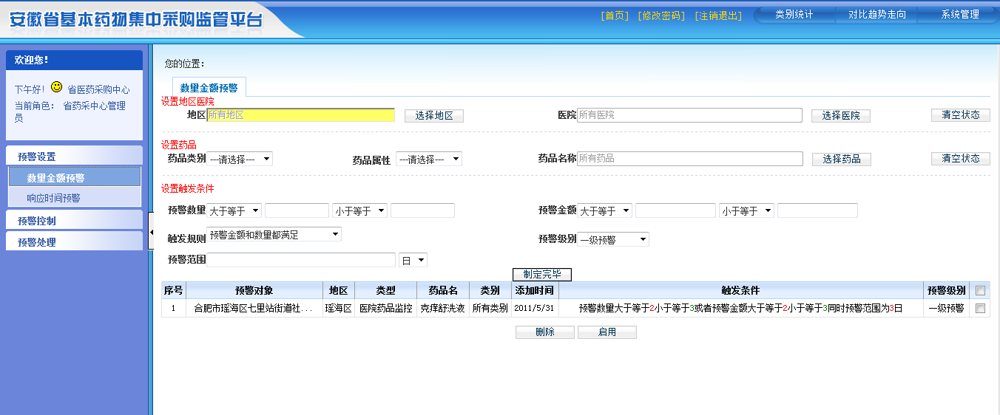 安徽省基本药物集中采购监管平台
[首页] [修改密码] [注销退出] 类别统计 对比趋势走向 系统管理
欢迎您!
下午好! 省医药采购中心
当前角色: 省药采中心管理
员
预警设置
数量金额预警
响应时间预警
预警控制
预警处理
您的位置:
数量金额预警
设置地区医院
地区 所有地区 选择地区 医院 所有医院 选择医院 清空状态
设置药品
药品类别 ---请选择--- 药品属性 ---请选择--- 药品名称 所有药品 选择药品 清空状态
设置触发条件
预警数量 大于等于 小于等于 预警金额 大于等于 小于等于
触发规则 预警金额和数量都满足 预警级别 一级预警
预警范围 日
制定完毕
序号 预警对象 地区 类型 药品名 类别 添加时间 触发条件 预警级别
1 合肥市瑶海区七里站街道社... 瑶海区 医院药品监控 克痒舒洗液 所有类别 2011/5/31 预警数量大于等于2小于等于3或者预警金额大于等于2小于等于3同时预警范围为3日 一级预警
删除 启用